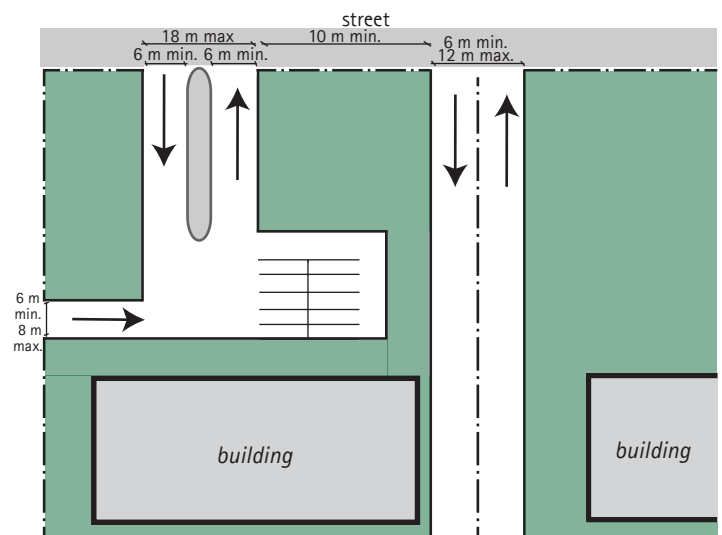 street
18 m max
10 m min.
6 m min.
6 m min. 6 m min.
12 m max.
6 m
min.
8 m
max.
building
building